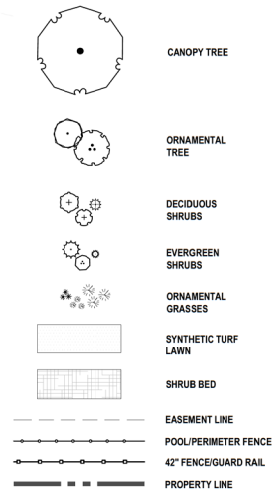 CANOPY TREE
ORNAMENTAL
TREE
DECIDUOUS
SHRUBS
EVERGREEN
SHRUBS
ORNAMENTAL
GRASSES
SYNTHETIC TURF
LAWN
SHRUB BED
EASEMENT LINE
POOL/PERIMETER FENCE
42" FENCE/GUARD RAIL
PROPERTY LINE